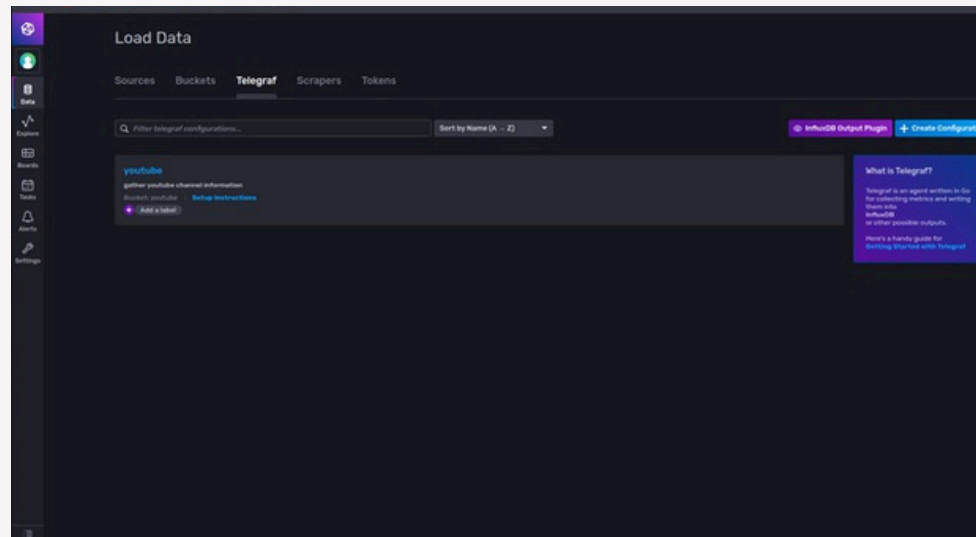 Load Data
Sources Buckets Telegraf Scrapers Tokens
Filter telegraf configurations...
Sort by Name (A → Z)
InfluxDB Output Plugin
+ Create Configurati
youtube
gather youtube channel information
Bucket: youtube
Setup Instructions
Add a label
What is Telegraf?
Telegraf is an agent written in Go
for collecting metrics and writing
them into
InfluxDB
or other possible outputs.
Here's a handy guide for
Getting Started with Telegraf
Data
Explore
Boards
Tasks
Alerts
Settings